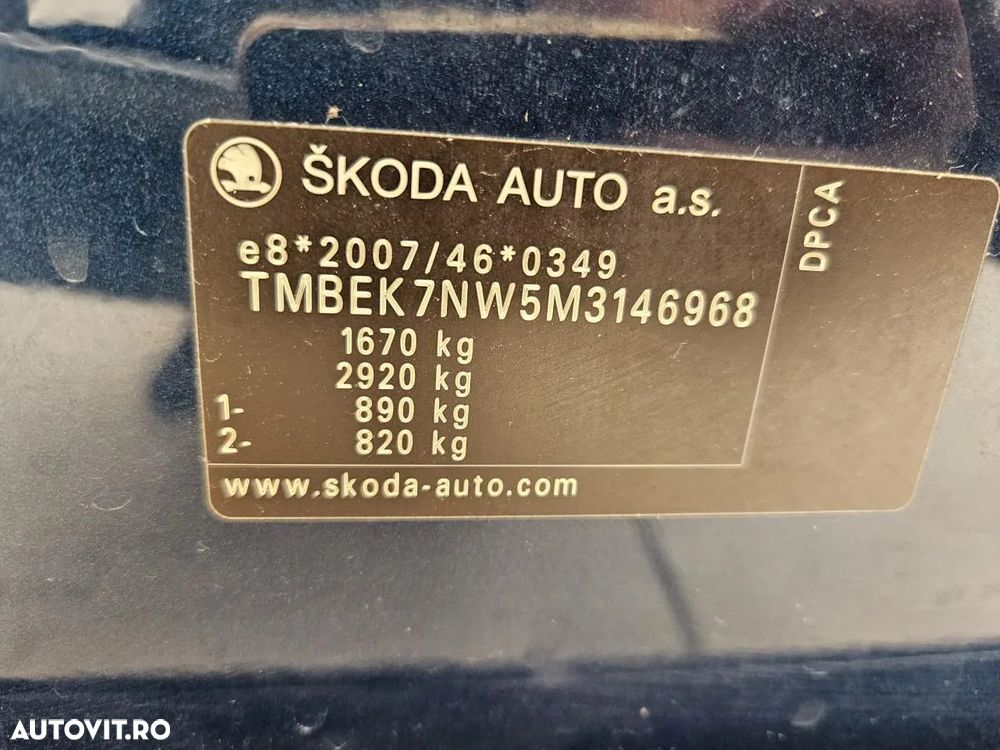 ŠKODA AUTO a.s.
e8*2007/46*0349
TMBEK7NW5M3146968
1670 kg
2920 kg
1- 890 kg
2- 820 kg
www.skoda-auto.com
DPCA
AUTOVIT.RO